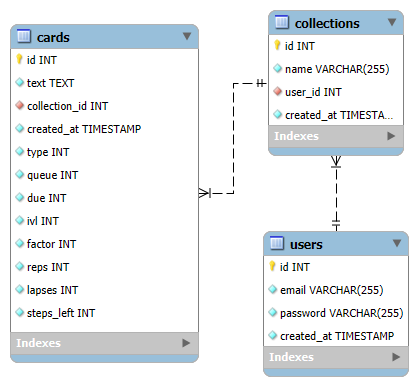 cards
id INT
text TEXT
collection_id INT
created_at TIMESTAMP
type INT
queue INT
due INT
ivl INT
factor INT
reps INT
lapses INT
steps_left INT
Indexes
collections
id INT
name VARCHAR(255)
user_id INT
created_at TIMESTA...
Indexes
users
id INT
email VARCHAR(255)
password VARCHAR(255)
created_at TIMESTAMP
Indexes